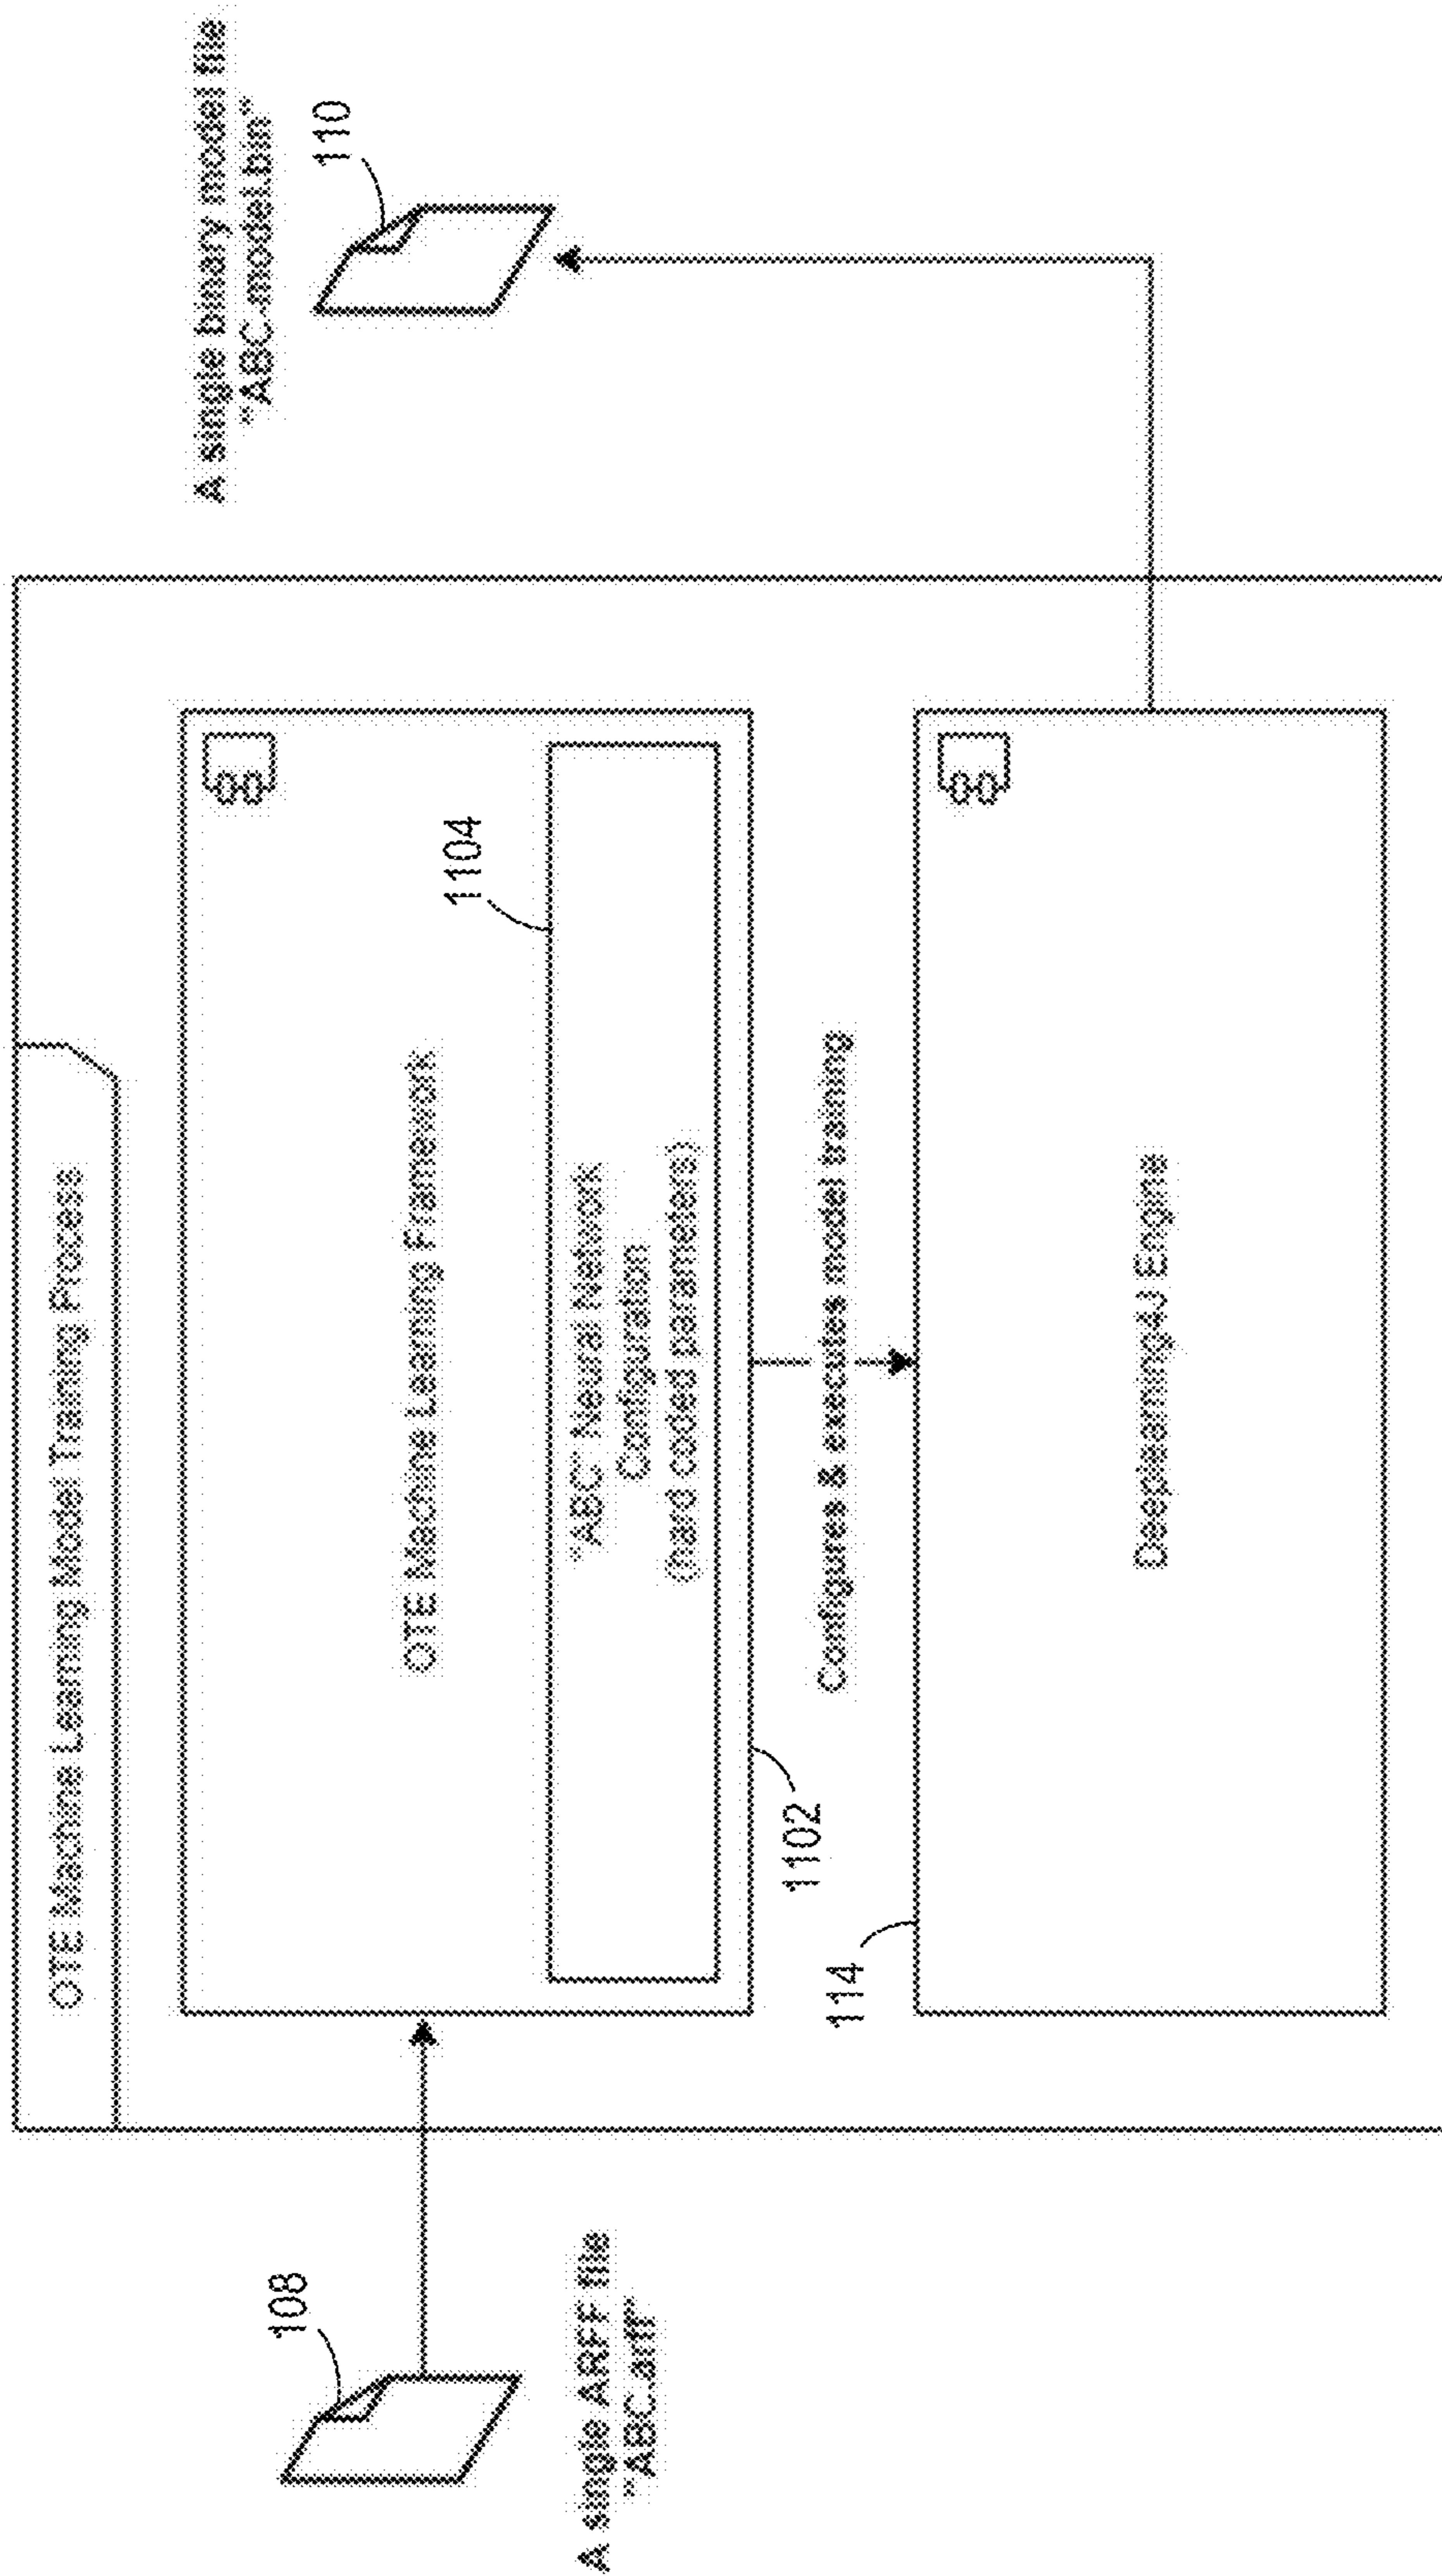 OTE Machine Learning Model Training Process
108
A single ARFF file
"ABC.arff"
OTE Machine Learning Framework
1104
"ABC" Neural Network
Configuration
(hard coded parameters)
1102
Configures & executes model training
114
Deeplearning4J Engine
A single binary model file
"ABC-model.bin"
110